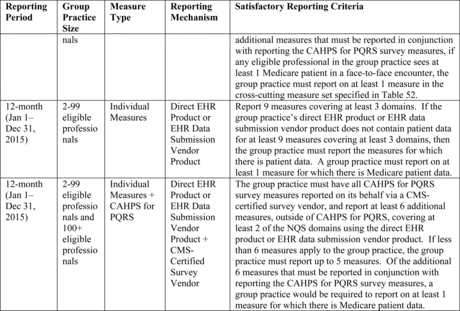 Reporting Period
Group Practice Size
Measure Type
Reporting Mechanism
Satisfactory Reporting Criteria
nals
additional measures that must be reported in conjunction
with reporting the CAHPS for PQRS survey measures, if
any eligible professional in the group practice sees at
least 1 Medicare patient in a face-to-face encounter, the
group practice must report on at least 1 measure in the
cross-cutting measure set specified in Table 52.
12-month
(Jan 1–
Dec 31,
2015)
2-99
eligible
professio
nals
Individual
Measures
Direct EHR
Product or
EHR Data
Submission
Vendor
Product
Report 9 measures covering at least 3 domains.  If the
group practice's direct EHR product or EHR data
submission vendor product does not contain patient data
for at least 9 measures covering at least 3 domains, then
the group practice must report the measures for which
there is patient data.  A group practice must report on at
least 1 measure for which there is Medicare patient data.
12-month
(Jan 1–
Dec 31,
2015)
2-99
eligible
professio
nals and
100+
eligible
professio
nals
Individual
Measures +
CAHPS for
PQRS
Direct EHR
Product or
EHR Data
Submission
Vendor
Product +
CMS-
Certified
Survey
Vendor
The group practice must have all CAHPS for PQRS
survey measures reported on its behalf via a CMS-
certified survey vendor, and report at least 6 additional
measures, outside of CAHPS for PQRS, covering at
least 2 of the NQS domains using the direct EHR
product or EHR data submission vendor product.  If less
than 6 measures apply to the group practice, the group
practice must report up to 5 measures.  Of the additional
6 measures that must be reported in conjunction with
reporting the CAHPS for PQRS survey measures, a
group practice would be required to report on at least 1
measure for which there is Medicare patient data.